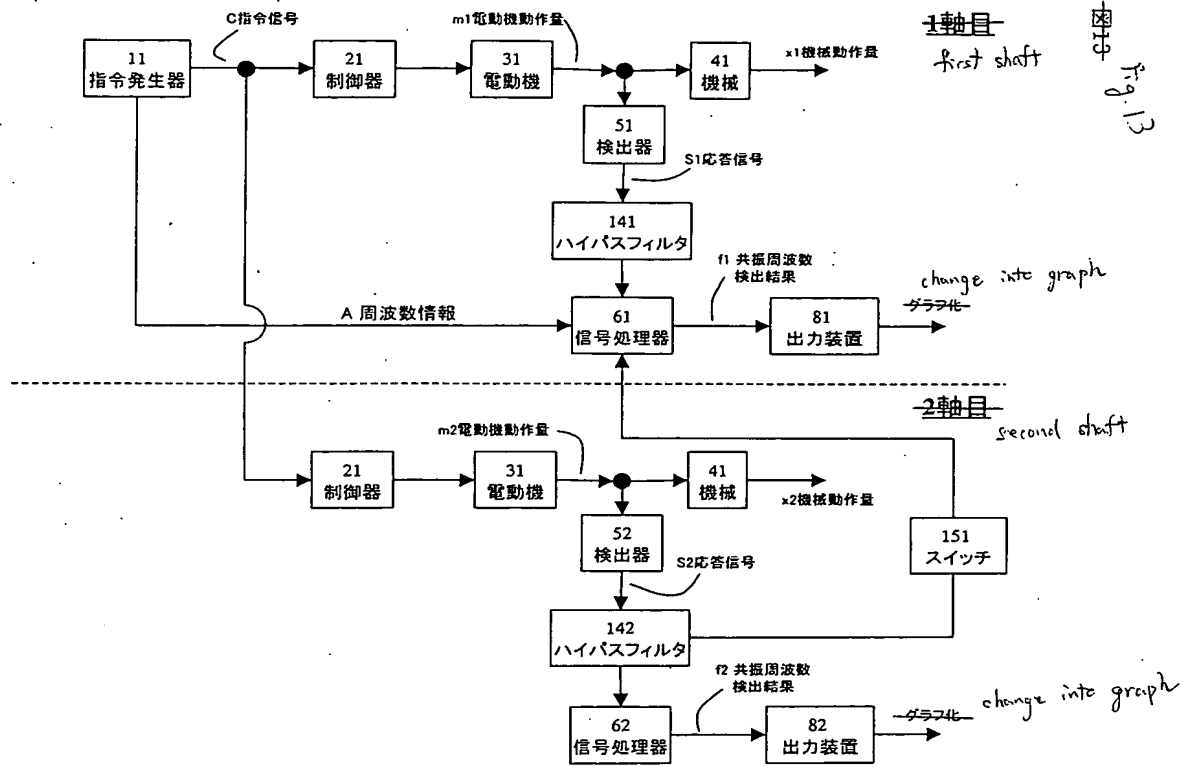 C指令信号
m1電動機動作量
1軸目
first shaft
図13
Fig.13
11
指令発生器
21
制御器
31
電動機
41
機械
x1機械動作量
51
検出器
S1応答信号
141
ハイパスフィルタ
f1 共振周波数
検出結果
change into graph
グラフ化
A 周波数情報
61
信号処理器
81
出力装置
2軸目
second shaft
m2電動機動作量
21
制御器
31
電動機
41
機械
x2機械動作量
52
検出器
S2応答信号
151
スイッチ
142
ハイパスフィルタ
f2 共振周波数
検出結果
グラフ化
change into graph
62
信号処理器
82
出力装置